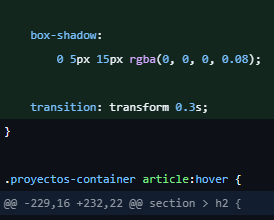 box-shadow:
0 5px 15px rgba(0, 0, 0, 0.08);
transition: transform 0.3s;
}
.proyectos-container article:hover {
@@ -229,16 +232,22 @@ section > h2 {